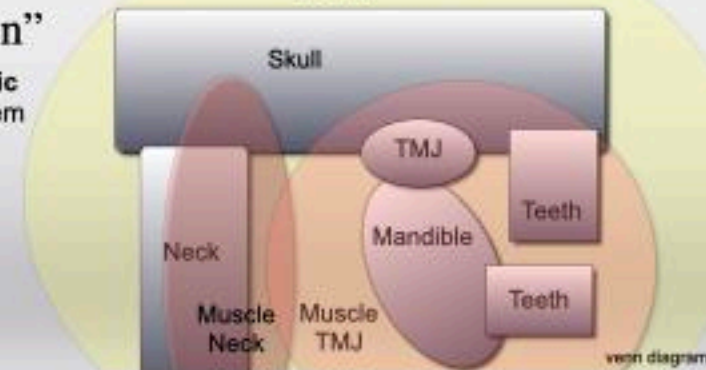 n”
ic
em
Skull
TMJ
Teeth
Neck
Mandible
Teeth
Muscle
Neck
Muscle
TMJ
venn diagram